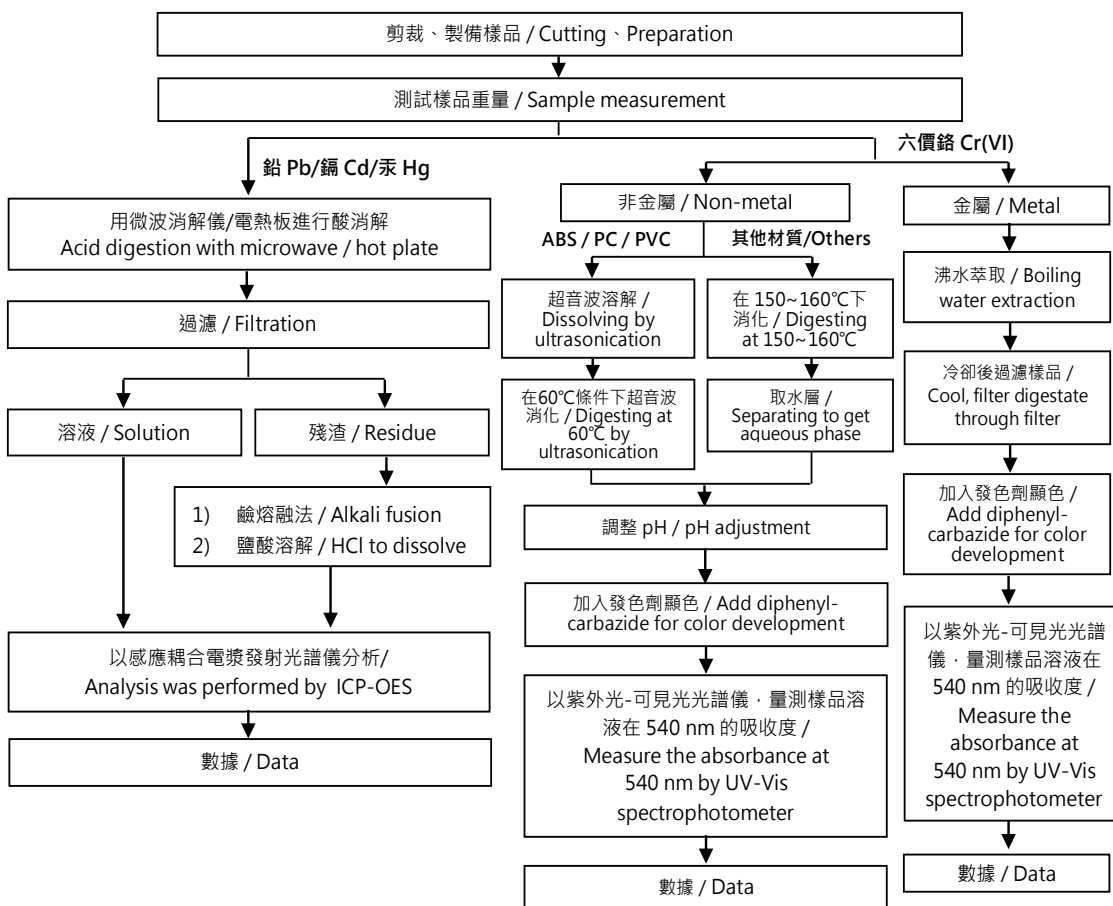 剪裁、製備樣品 / Cutting、Preparation
測試樣品重量 / Sample measurement
鉛 Pb/鎘 Cd/汞 Hg
用微波消解儀/電熱板進行酸消解
Acid digestion with microwave / hot plate
過濾 / Filtration
溶液 / Solution
殘渣 / Residue
1) 鹼熔融法 / Alkali fusion
2) 鹽酸溶解 / HCl to dissolve
以感應耦合電漿發射光譜儀分析/
Analysis was performed by ICP-OES
數據 / Data
六價鉻 Cr(VI)
非金屬 / Non-metal
ABS / PC / PVC
超音波溶解 /
Dissolving by
ultrasonication
在60℃條件下超音波
消化 / Digesting at
60℃ by
ultrasonication
其他材質/Others
在 150~160℃下
消化 / Digesting
at 150~160℃
取水層 /
Separating to get
aqueous phase
調整 pH / pH adjustment
加入發色劑顯色 / Add diphenyl-
carbazide for color development
以紫外光-可見光光譜儀，量測樣品溶
液在 540 nm 的吸收度 /
Measure the absorbance at
540 nm by UV-Vis
spectrophotometer
數據 / Data
金屬 / Metal
沸水萃取 / Boiling
water extraction
冷卻後過濾樣品 /
Cool, filter digestate
through filter
加入發色劑顯色 /
Add diphenyl-
carbazide for color
development
以紫外光-可見光光譜
儀，量測樣品溶液在
540 nm 的吸收度 /
Measure the
absorbance at
540 nm by UV-Vis
spectrophotometer
數據 / Data